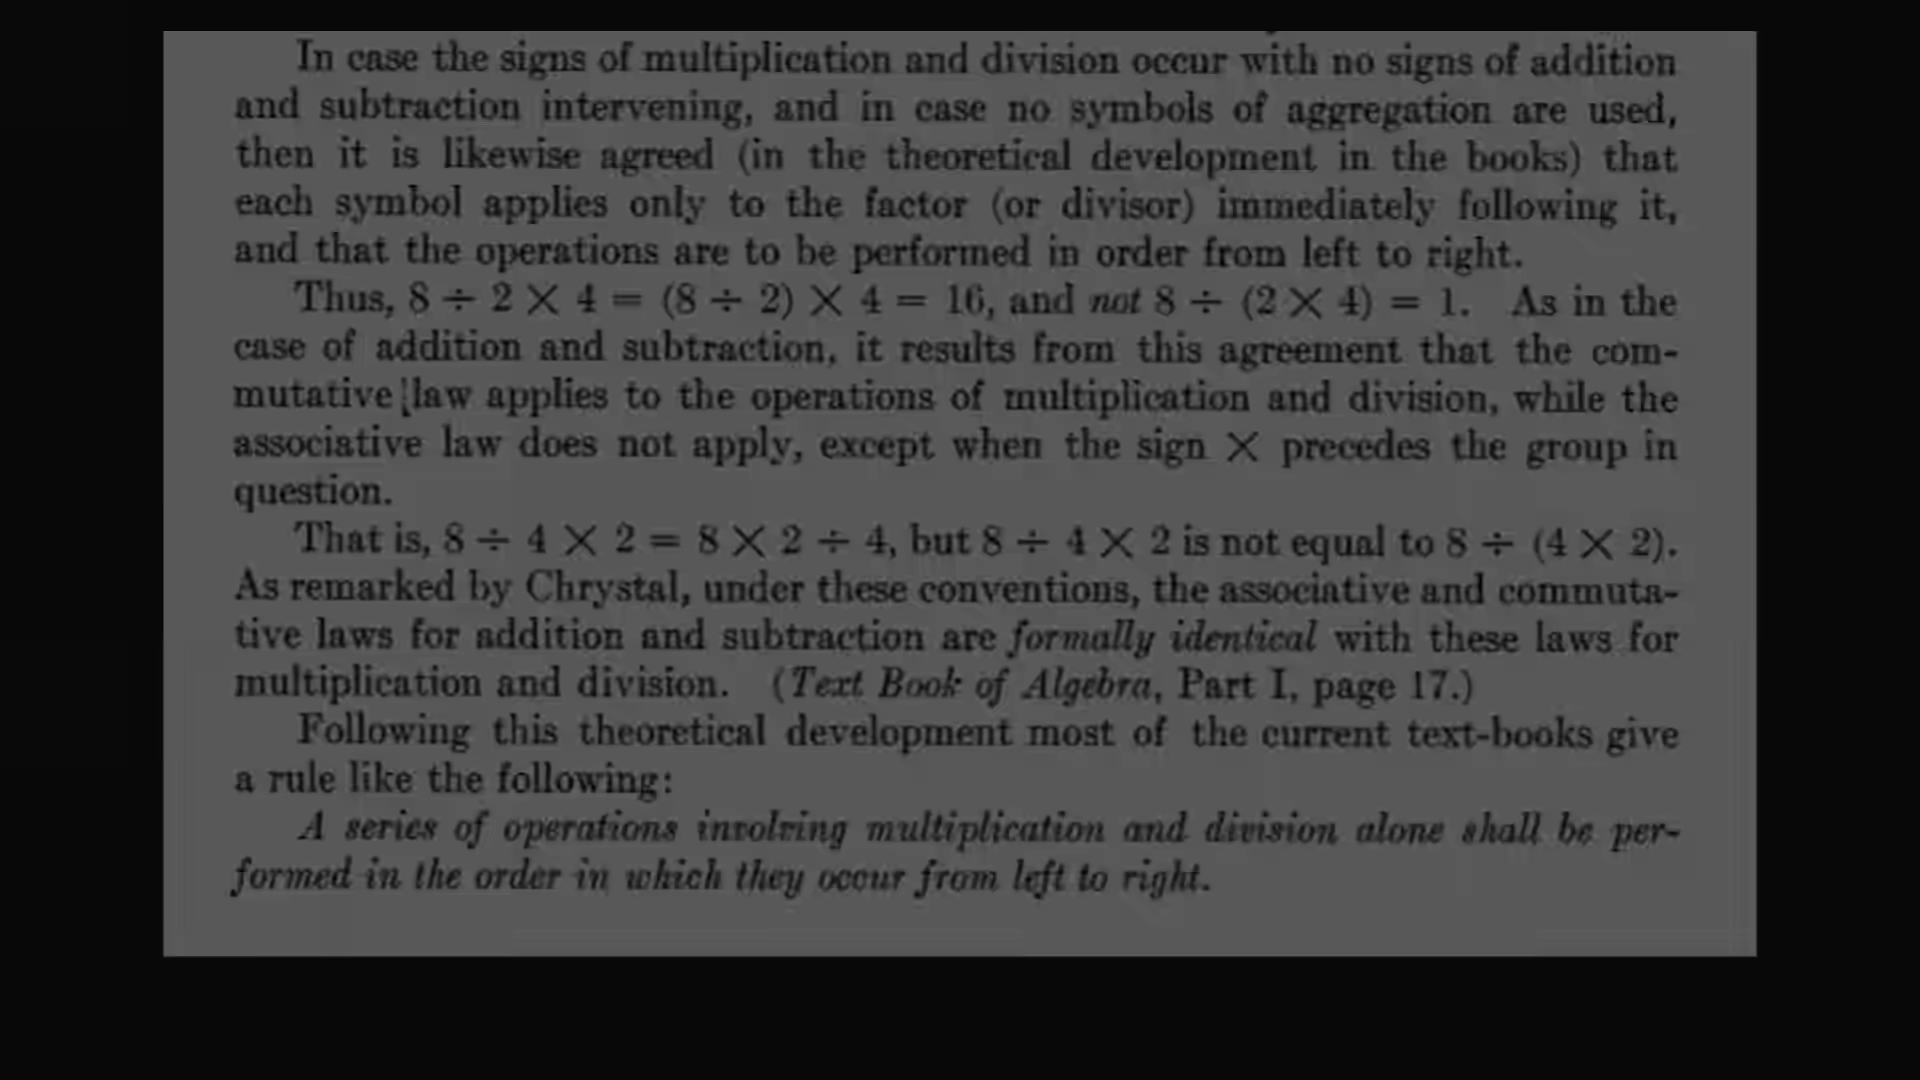 In case the signs of multiplication and division occur with no signs of addition
and subtraction intervening, and in case no symbols of aggregation are used,
then it is likewise agreed (in the theoretical development in the books) that
each symbol applies only to the factor (or divisor) immediately following it,
and that the operations are to be performed in order from left to right.
Thus, 8 ÷ 2 × 4 = (8 ÷ 2) × 4 = 16, and not 8 ÷ (2 × 4) = 1. As in the
case of addition and subtraction, it results from this agreement that the com-
mutative law applies to the operations of multiplication and division, while the
associative law does not apply, except when the sign × precedes the group in
question.
That is, 8 ÷ 4 × 2 = 8 × 2 ÷ 4, but 8 ÷ 4 × 2 is not equal to 8 ÷ (4 × 2).
As remarked by Chrystal, under these conventions, the associative and commuta-
tive laws for addition and subtraction are formally identical with these laws for
multiplication and division. (Text Book of Algebra, Part I, page 17.)
Following this theoretical development most of the current text-books give
a rule like the following:
A series of operations involving multiplication and division alone shall be per-
formed in the order in which they occur from left to right.